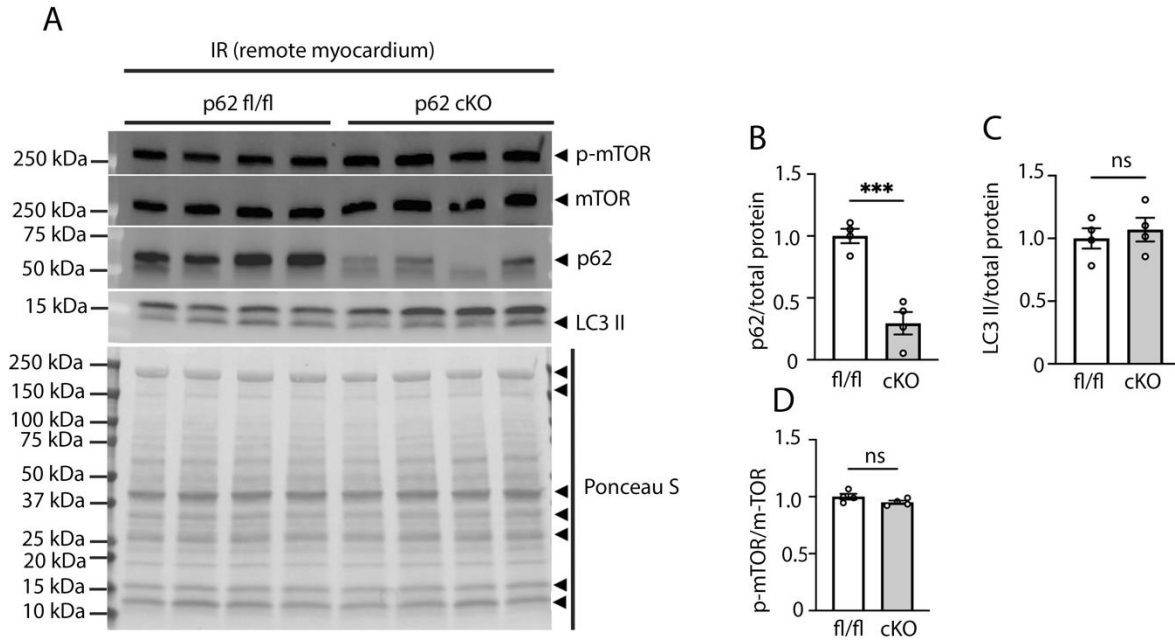 A
IR (remote myocardium)
p62 fl/fl
p62 cKO
250 kDa
p-mTOR
250 kDa
mTOR
75 kDa
50 kDa
p62
15 kDa
LC3 II
250 kDa
150 kDa
100 kDa
75 kDa
50 kDa
37 kDa
25 kDa
20 kDa
15 kDa
10 kDa
Ponceau S
B
p62/total protein
1.5
1.0
0.5
0
***
fl/fl
cKO
C
LC3 II/total protein
1.5
1.0
0.5
0
ns
fl/fl
cKO
D
p-mTOR/m-TOR
1.5
1.0
0.5
0
ns
fl/fl
cKO